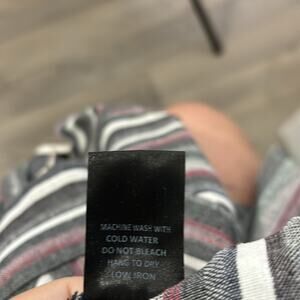 MACHINE WASH WITH
COLD WATER
DO NOT BLEACH
HANG TO DRY
LOW IRON